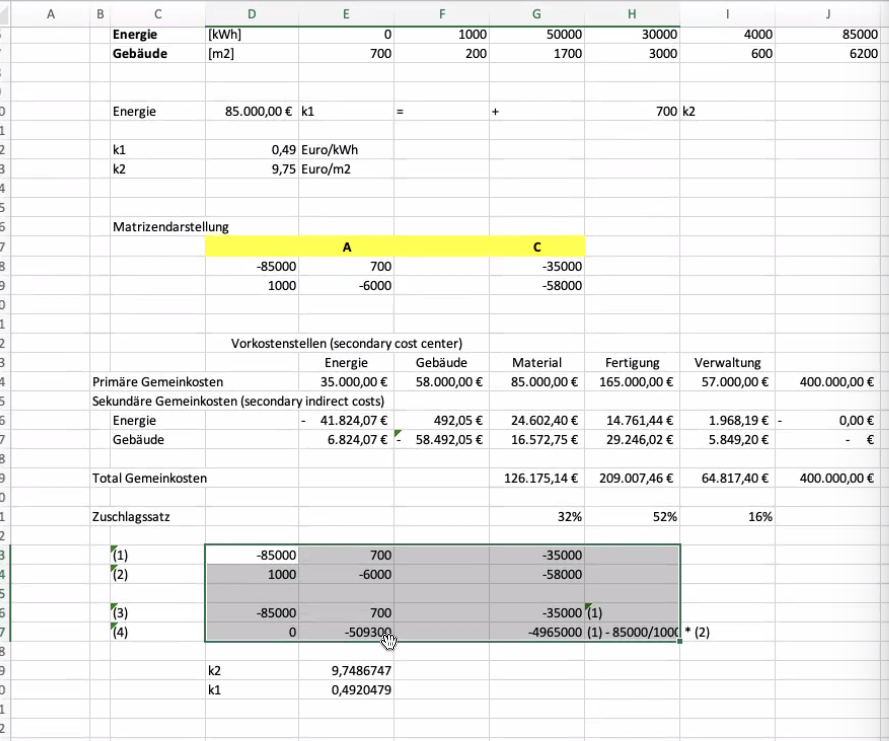 A B C D E F G H I J
Energie [kWh] 0 1000 50000 30000 4000 85000
Gebäude [m2] 700 200 1700 3000 600 6200
Energie 85.000,00 € k1 = + 700 k2
k1 0,49 Euro/kWh
k2 9,75 Euro/m2
Matrizendarstellung
A C
-85000 700 -35000
1000 -6000 -58000
Vorkostenstellen (secondary cost center)
Energie Gebäude Material Fertigung Verwaltung
Primäre Gemeinkosten 35.000,00 € 58.000,00 € 85.000,00 € 165.000,00 € 57.000,00 € 400.000,00 €
Sekundäre Gemeinkosten (secondary indirect costs)
Energie - 41.824,07 € 492,05 € 24.602,40 € 14.761,44 € 1.968,19 € - 0,00 €
Gebäude 6.824,07 € - 58.492,05 € 16.572,75 € 29.246,02 € 5.849,20 € - €
Total Gemeinkosten 126.175,14 € 209.007,46 € 64.817,40 € 400.000,00 €
Zuschlagssatz 32% 52% 16%
(1) -85000 700 -35000
(2) 1000 -6000 -58000
(3) -85000 700 -35000 (1)
(4) 0 -509300 -4965000 (1) - 85000/1000 * (2)
k2 9,7486747
k1 0,4920479